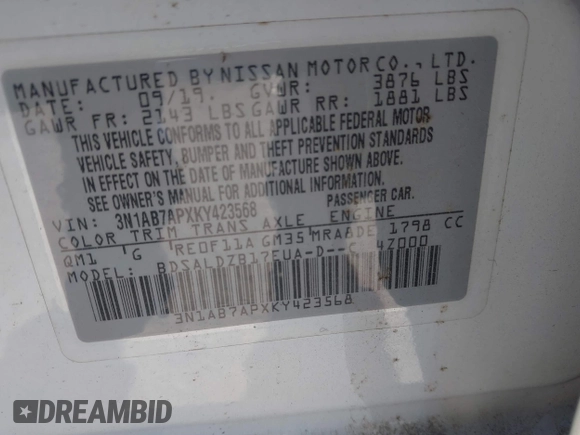 MANUFACTURED BY NISSAN MOTOR CO., LTD.
DATE: 09/19. GVWR: 3876 LBS
GAWR FR: 2143 LBS GAWR RR: 1881 LBS
THIS VEHICLE CONFORMS TO ALL APPLICABLE FEDERAL MOTOR
VEHICLE SAFETY, BUMPER AND THEFT PREVENTION STANDARDS
IN EFFECT ON THE DATE OF MANUFACTURE SHOWN ABOVE.
SEE OWNER'S MANUAL FOR ADDITIONAL INFORMATION.
VIN: 3N1AB7APXKY423568 PASSENGER CAR.
COLOR TRIM TRANS AXLE ENGINE
QM1 G RE0F11A GM35 MRA8DE 1798 CC
MODEL: BDSALDZB17EUA-D--C 4Z000
3N1AB7APXKY423568
DREAMBID